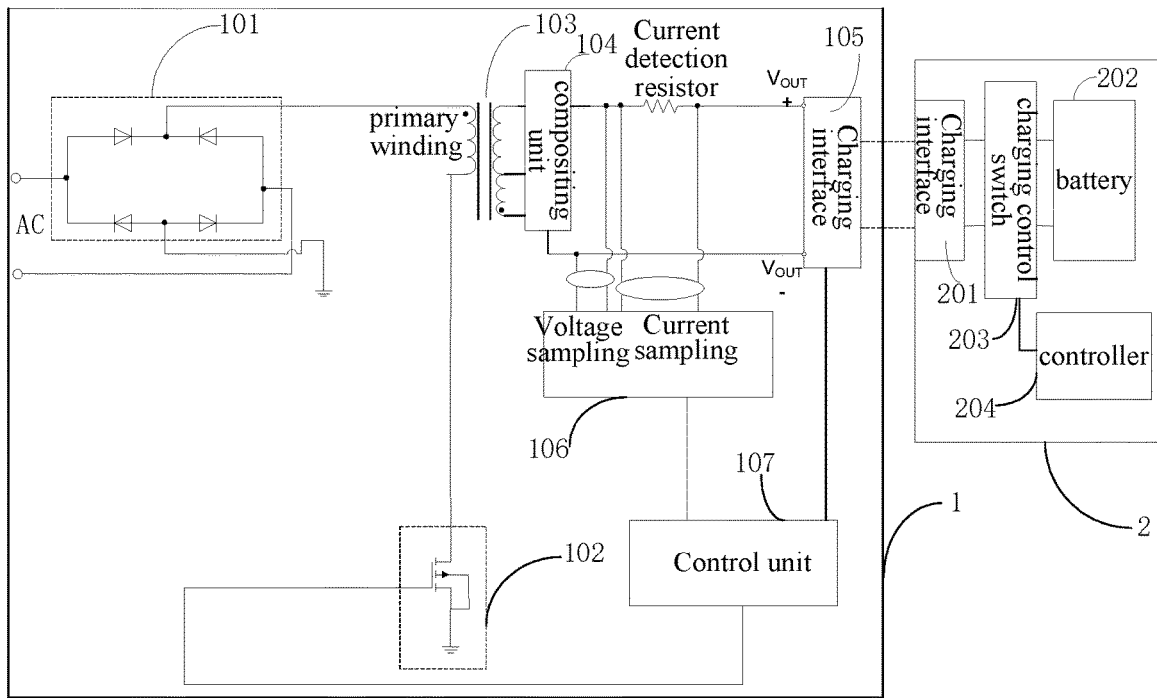 101
AC
primary
winding
103
104
compositing
unit
Current
detection
resistor
VOUT
+
105
Charging
interface
VOUT
-
Voltage
sampling
Current
sampling
106
107
Control unit
102
1
Charging
interface
201
charging control
switch
203
202
battery
controller
204
2